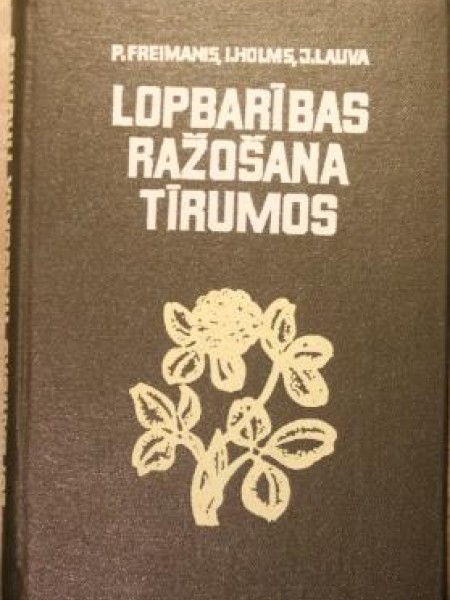 P. FREIMANIS, I. HOLMS, J. LAUVA
LOPBARĪBAS
RAŽOŠANA
TĪRUMOS